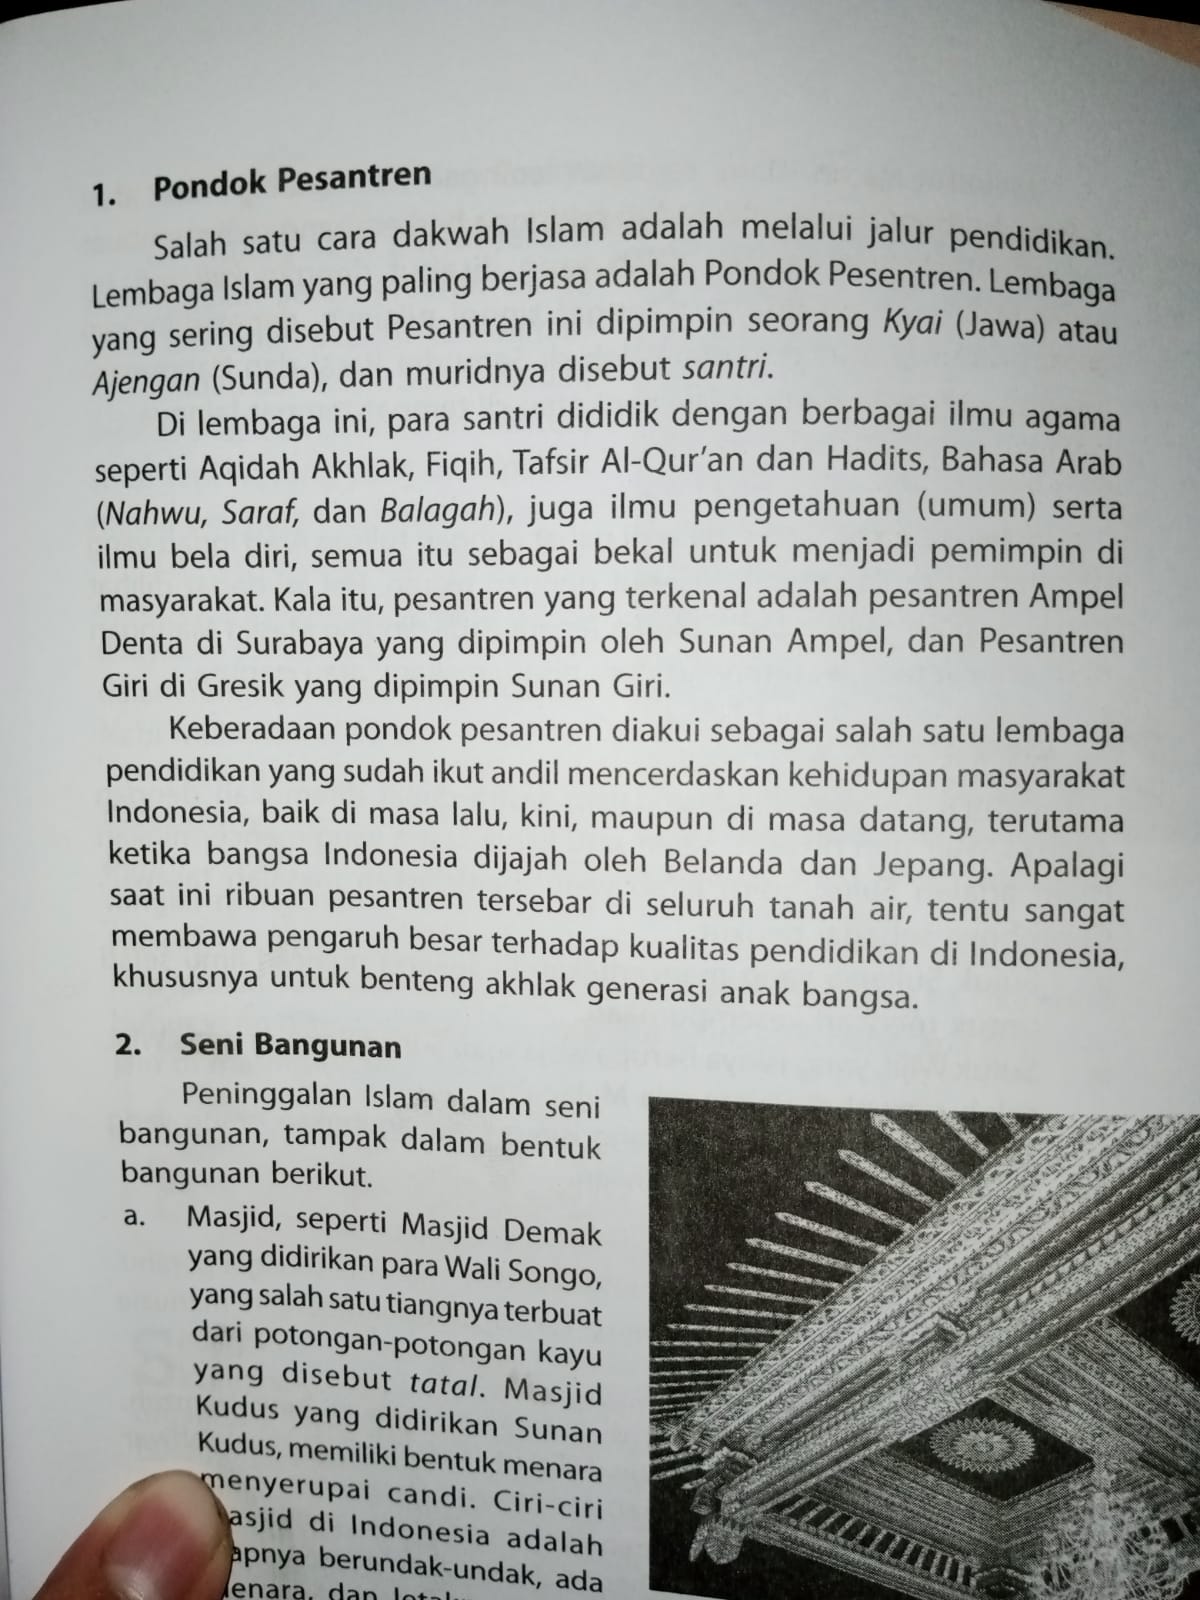 1. Pondok Pesantren
Salah satu cara dakwah Islam adalah melalui jalur pendidikan.
Lembaga Islam yang paling berjasa adalah Pondok Pesentren. Lembaga
yang sering disebut Pesantren ini dipimpin seorang Kyai (Jawa) atau
Ajengan (Sunda), dan muridnya disebut santri.
Di lembaga ini, para santri dididik dengan berbagai ilmu agama
seperti Aqidah Akhlak, Fiqih, Tafsir Al-Qur'an dan Hadits, Bahasa Arab
(Nahwu, Saraf, dan Balagah), juga ilmu pengetahuan (umum) serta
ilmu bela diri, semua itu sebagai bekal untuk menjadi pemimpin di
masyarakat. Kala itu, pesantren yang terkenal adalah pesantren Ampel
Denta di Surabaya yang dipimpin oleh Sunan Ampel, dan Pesantren
Giri di Gresik yang dipimpin Sunan Giri.
Keberadaan pondok pesantren diakui sebagai salah satu lembaga
pendidikan yang sudah ikut andil mencerdaskan kehidupan masyarakat
Indonesia, baik di masa lalu, kini, maupun di masa datang, terutama
ketika bangsa Indonesia dijajah oleh Belanda dan Jepang. Apalagi
saat ini ribuan pesantren tersebar di seluruh tanah air, tentu sangat
membawa pengaruh besar terhadap kualitas pendidikan di Indonesia,
khususnya untuk benteng akhlak generasi anak bangsa.
2. Seni Bangunan
Peninggalan Islam dalam seni
bangunan, tampak dalam bentuk
bangunan berikut.
a. Masjid, seperti Masjid Demak
yang didirikan para Wali Songo,
yang salah satu tiangnya terbuat
dari potongan-potongan kayu
yang disebut tatal. Masjid
Kudus yang didirikan Sunan
Kudus, memiliki bentuk menara
menyerupai candi. Ciri-ciri
asjid di Indonesia adalah
apnya berundak-undak, ada
enara, dan